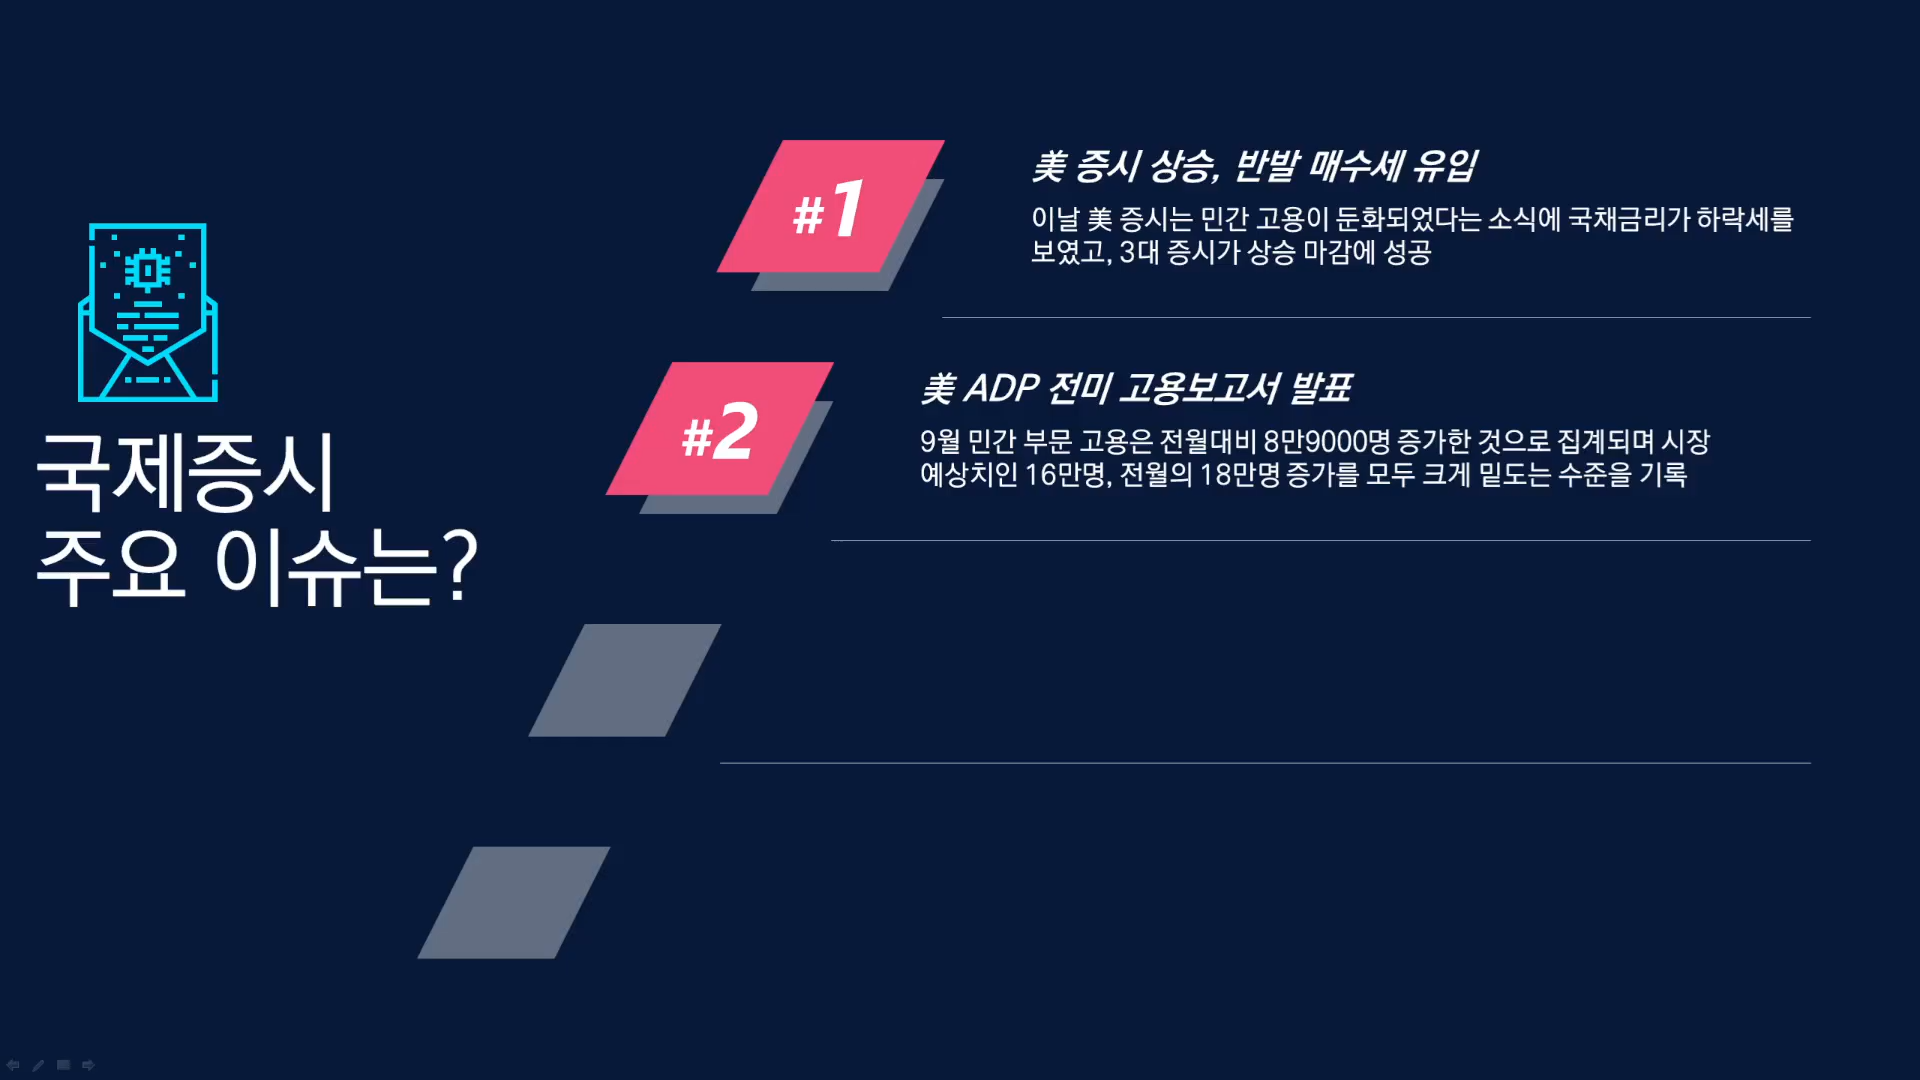 국제증시
주요 이슈는?
#1
美 증시 상승, 반발 매수세 유입
이날 美 증시는 민간 고용이 둔화되었다는 소식에 국채금리가 하락세를
보였고, 3대 증시가 상승 마감에 성공
#2
美 ADP 전미 고용보고서 발표
9월 민간 부문 고용은 전월대비 8만9000명 증가한 것으로 집계되며 시장
예상치인 16만명, 전월의 18만명 증가를 모두 크게 밑도는 수준을 기록